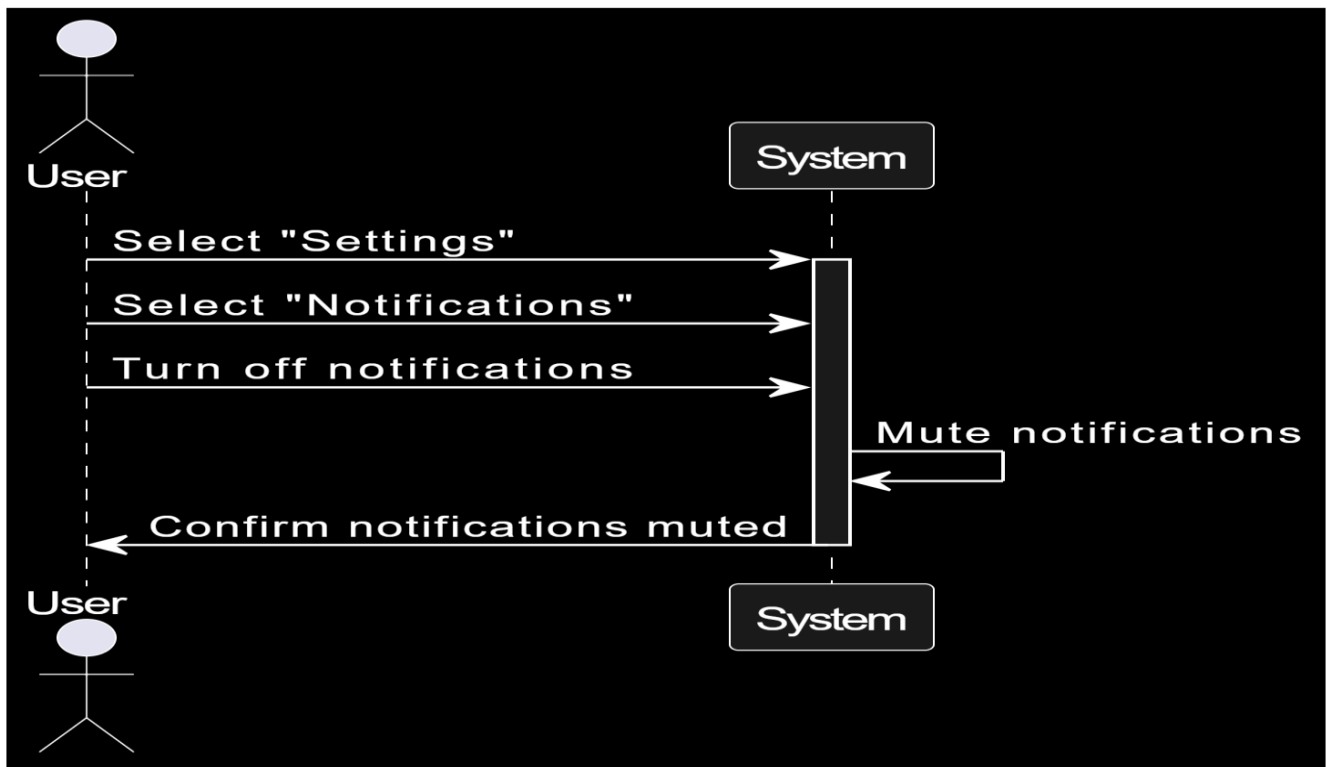 User
System
Select "Settings"
Select "Notifications"
Turn off notifications
Mute notifications
Confirm notifications muted
User
System